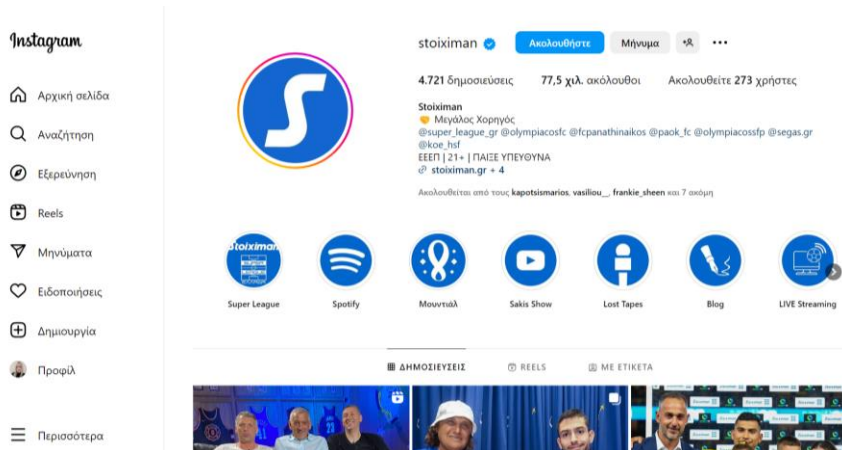 Instagram
Αρχική σελίδα
Αναζήτηση
Εξερεύνηση
Reels
Μηνύματα
Ειδοποιήσεις
Δημιουργία
Προφίλ
Περισσότερα
stoiximan Ακολουθήστε Μήνυμα
4.721 δημοσιεύσεις 77,5 χιλ. ακόλουθοι Ακολουθείτε 273 χρήστες
Stoiximan
Μεγάλος Χορηγός
@super_league_gr @olympiacosfc @fcpanathinaikos @paok_fc @olympiacossfp @segas.gr
@koe_hsf
ΕΕΕΠ | 21+ | ΠΑΙΞΕ ΥΠΕΥΘΥΝΑ
stoiximan.gr + 4
Ακολουθείται από τους kapotsismarios, vasiliou__, frankie_sheen και 7 ακόμη
Stoiximan
Super League Spotify Μουντιάλ Sakis Show Lost Tapes Blog LIVE Streaming
ΔΗΜΟΣΙΕΥΣΕΙΣ REELS ΜΕ ΕΤΙΚΕΤΑ